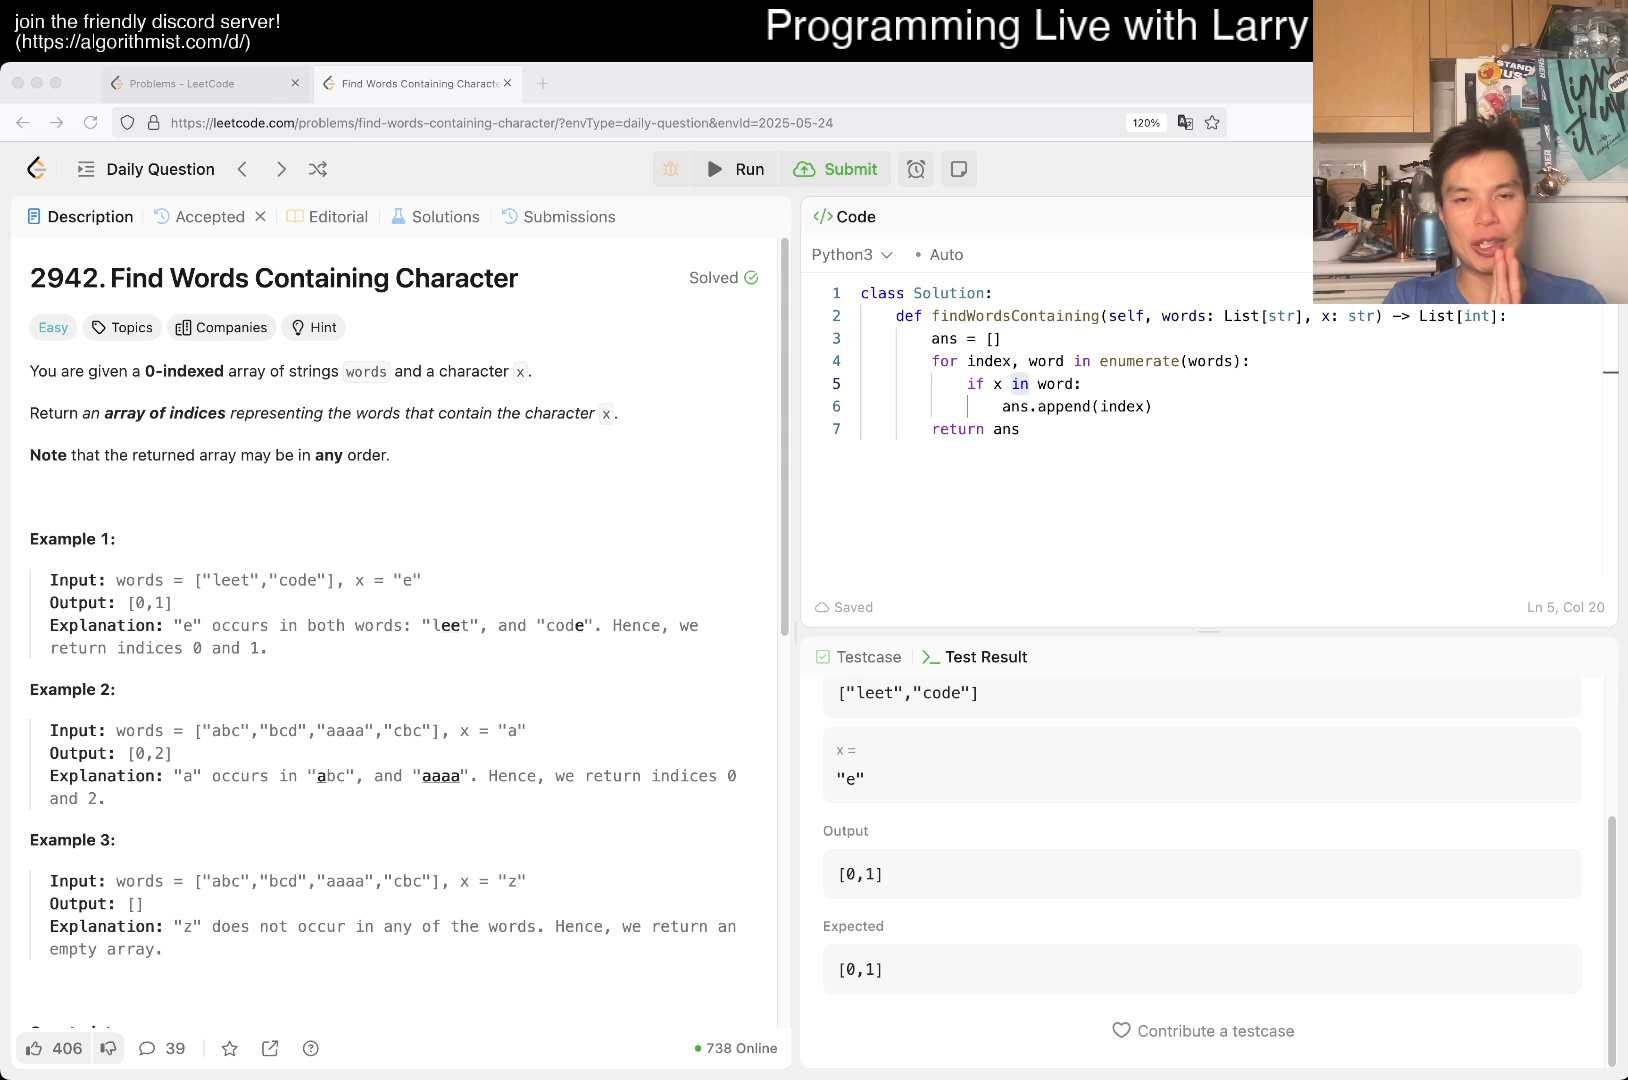 join the friendly discord server!
(https://algorithmist.com/d/)
Programming Live with Larry
Problems - LeetCode
Find Words Containing Characte
https://leetcode.com/problems/find-words-containing-character/?envType=daily-question&envId=2025-05-24
120%
Daily Question
Run
Submit
Description
Accepted
Editorial
Solutions
Submissions
2942. Find Words Containing Character
Solved
Easy
Topics
Companies
Hint
You are given a 0-indexed array of strings words and a character x.
Return an array of indices representing the words that contain the character x.
Note that the returned array may be in any order.
Example 1:
Input: words = ["leet","code"], x = "e"
Output: [0,1]
Explanation: "e" occurs in both words: "leet", and "code". Hence, we
return indices 0 and 1.
Example 2:
Input: words = ["abc","bcd","aaaa","cbc"], x = "a"
Output: [0,2]
Explanation: "a" occurs in "abc", and "aaaa". Hence, we return indices 0
and 2.
Example 3:
Input: words = ["abc","bcd","aaaa","cbc"], x = "z"
Output: []
Explanation: "z" does not occur in any of the words. Hence, we return an
empty array.
406
39
738 Online
</> Code
Python3
Auto
1 class Solution:
2 def findWordsContaining(self, words: List[str], x: str) -> List[int]:
3 ans = []
4 for index, word in enumerate(words):
5 if x in word:
6 ans.append(index)
7 return ans
Saved
Ln 5, Col 20
Testcase
Test Result
["leet","code"]
x =
"e"
Output
[0,1]
Expected
[0,1]
Contribute a testcase
STAND
US